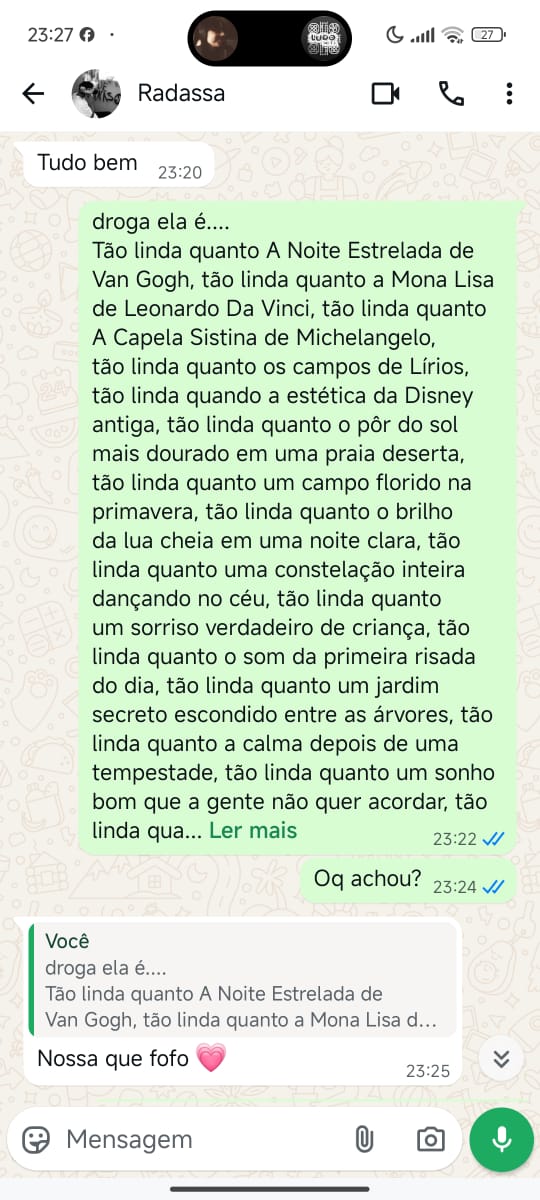 23:27
27
Radassa
Tudo bem
23:20
droga ela é....
Tão linda quanto A Noite Estrelada de
Van Gogh, tão linda quanto a Mona Lisa
de Leonardo Da Vinci, tão linda quanto
A Capela Sistina de Michelangelo,
tão linda quanto os campos de Lírios,
tão linda quando a estética da Disney
antiga, tão linda quanto o pôr do sol
mais dourado em uma praia deserta,
tão linda quanto um campo florido na
primavera, tão linda quanto o brilho
da lua cheia em uma noite clara, tão
linda quanto uma constelação inteira
dançando no céu, tão linda quanto
um sorriso verdadeiro de criança, tão
linda quanto o som da primeira risada
do dia, tão linda quanto um jardim
secreto escondido entre as árvores, tão
linda quanto a calma depois de uma
tempestade, tão linda quanto um sonho
bom que a gente não quer acordar, tão
linda qua... Ler mais
23:22
Oq achou?
23:24
Você
droga ela é....
Tão linda quanto A Noite Estrelada de
Van Gogh, tão linda quanto a Mona Lisa d...
Nossa que fofo 💗
23:25
Mensagem